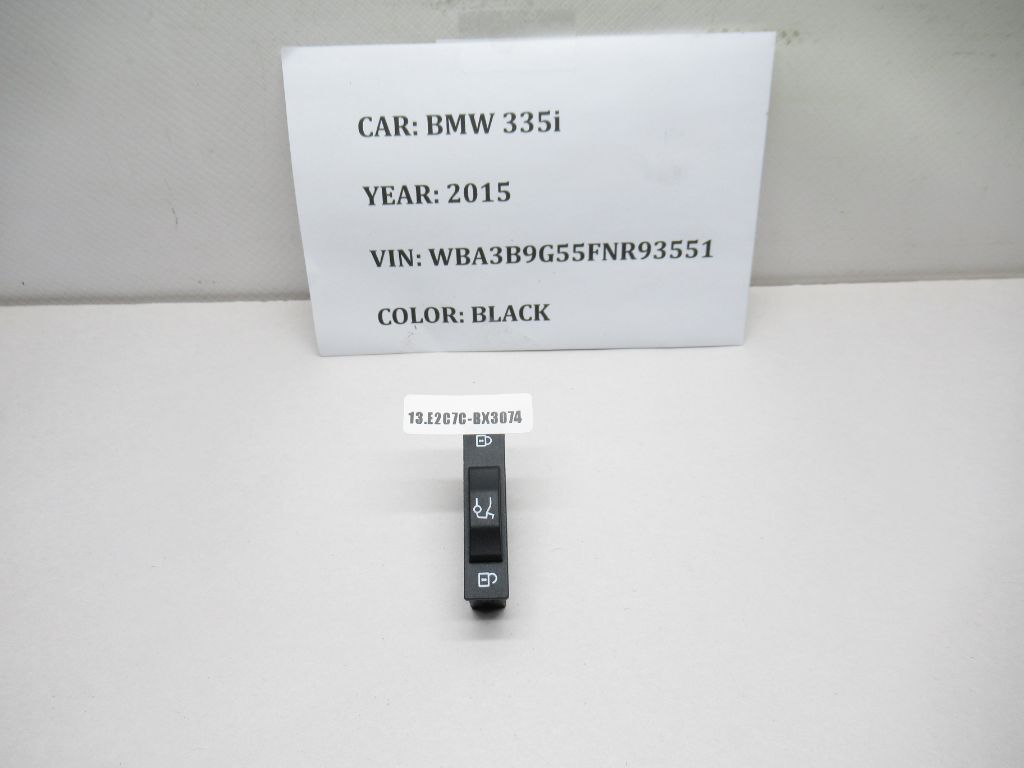 CAR: BMW 335i
YEAR: 2015
VIN: WBA3B9G55FNR93551
COLOR: BLACK
13.E2C7C-BX3074